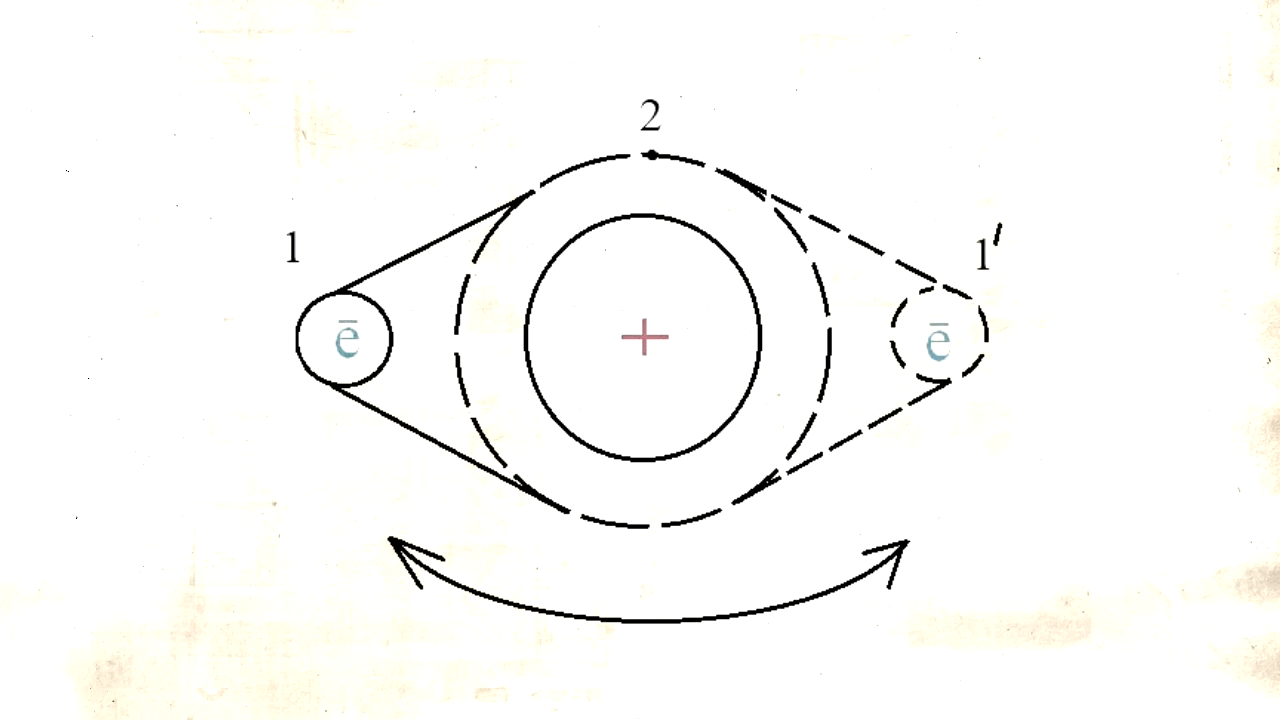 2
1
1′
ē
+
ē